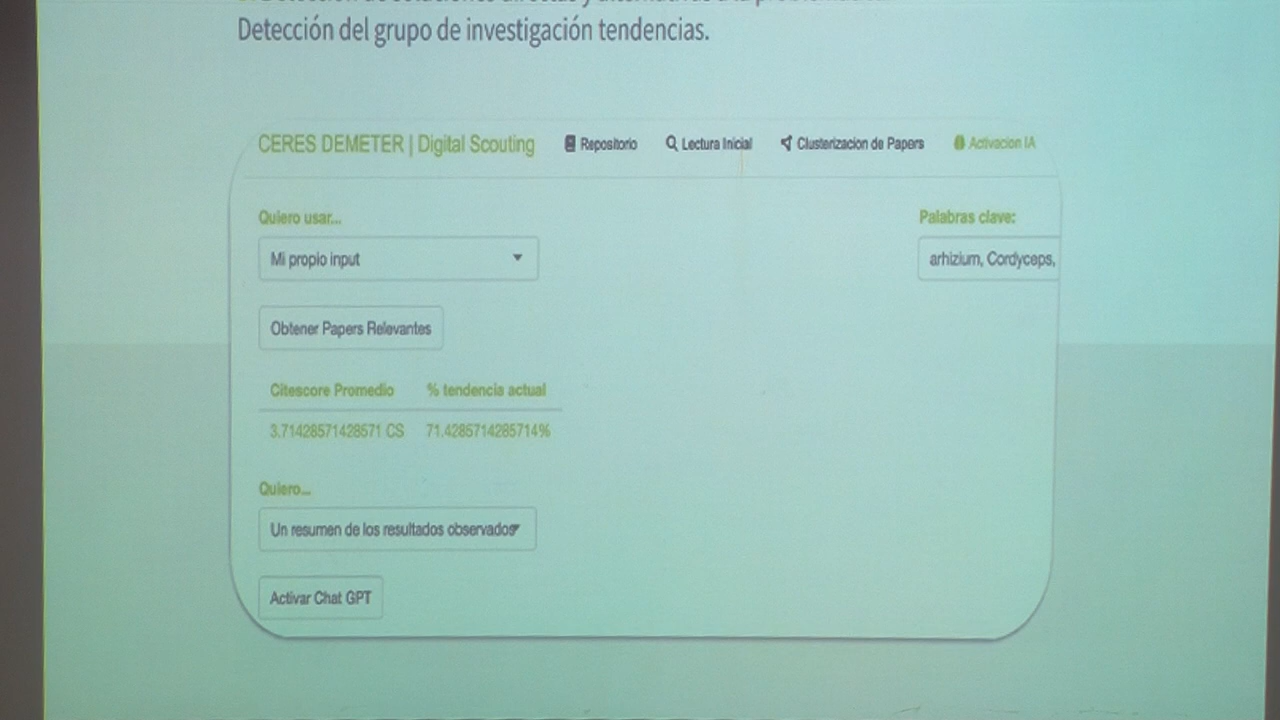 Detección del grupo de investigación tendencias.
CERES DEMETER | Digital Scouting Repositorio Lectura Inicial Clusterizacion de Papers Activacion IA
Quiero usar... Palabras clave:
Mi propio input arhizium, Cordyceps,
Obtener Papers Relevantes
Citescore Promedio % tendencia actual
3.71428571428571 CS 71.4285714285714%
Quiero...
Un resumen de los resultados observados
Activar Chat GPT